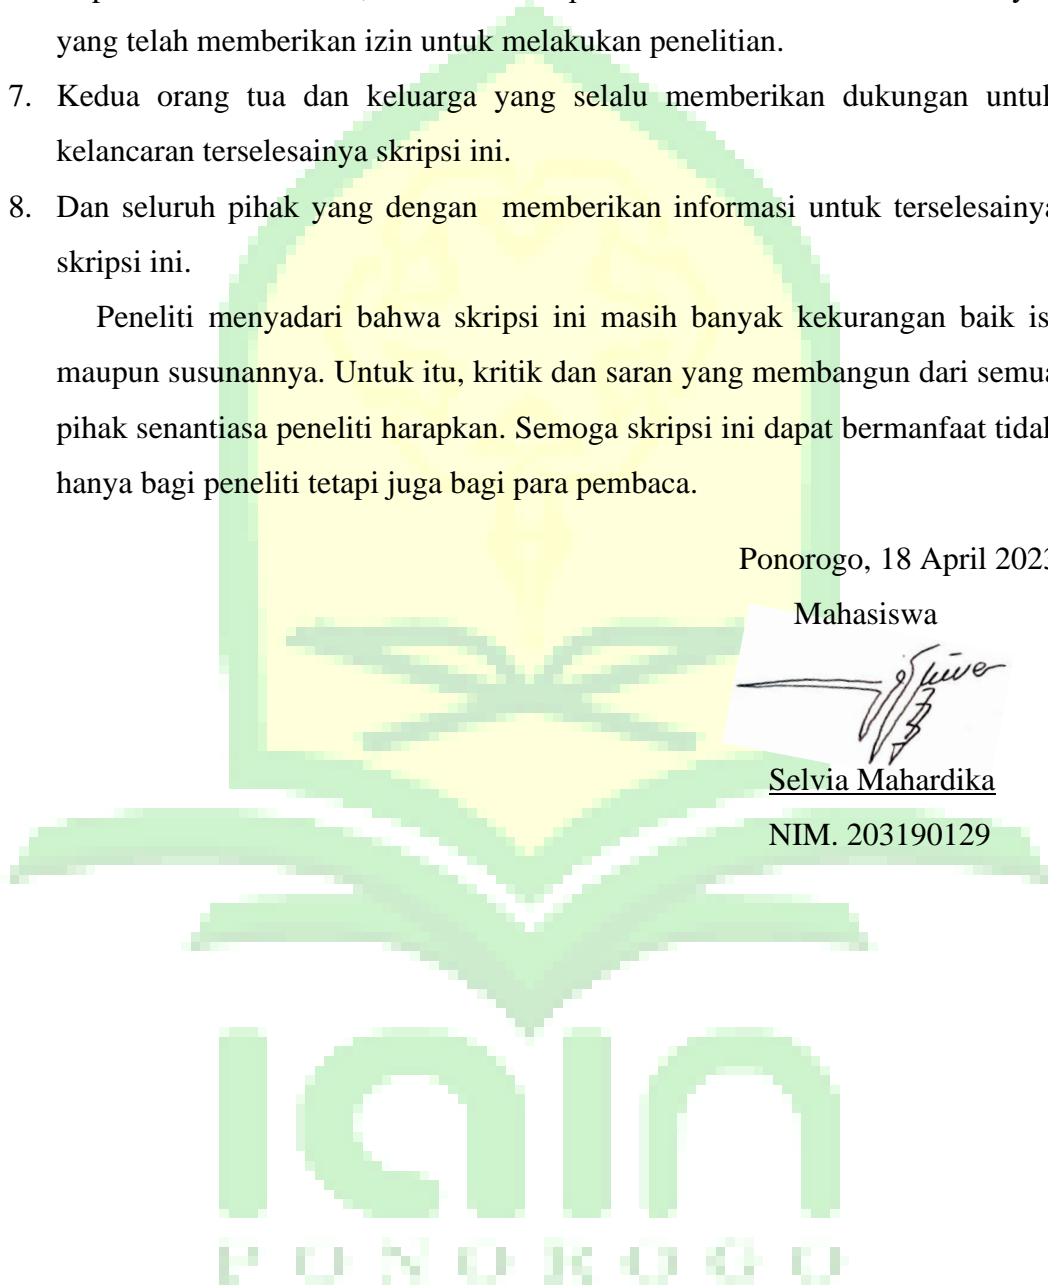 yang telah memberikan izin untuk melakukan penelitian.
7. Kedua orang tua dan keluarga yang selalu memberikan dukungan
kelancaran terselesainya skripsi ini.
8. Dan seluruh pihak yang dengan memberikan informasi untuk terselesainya
skripsi ini.
Peneliti menyadari bahwa skripsi ini masih banyak kekurangan baik
maupun susunannya. Untuk itu, kritik dan saran yang membangun dari semua
pihak senantiasa peneliti harapkan. Semoga skripsi ini dapat bermanfaat
hanya bagi peneliti tetapi juga bagi para pembaca.
Ponorogo, 18 April 2023
Mahasiswa
Selvia Mahardika
NIM. 203190129
iain
PONOROGO